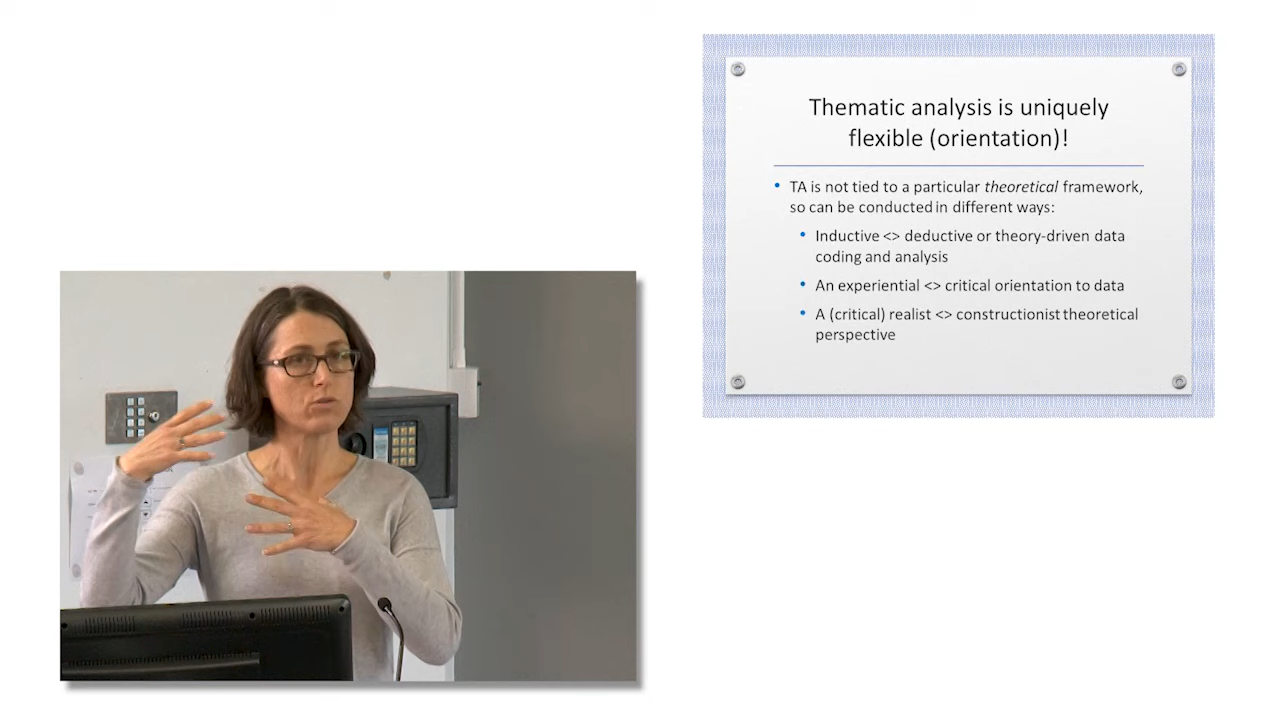 Thematic analysis is uniquely
flexible (orientation)!
• TA is not tied to a particular theoretical framework,
so can be conducted in different ways:
• Inductive <> deductive or theory-driven data
coding and analysis
• An experiential <> critical orientation to data
• A (critical) realist <> constructionist theoretical
perspective